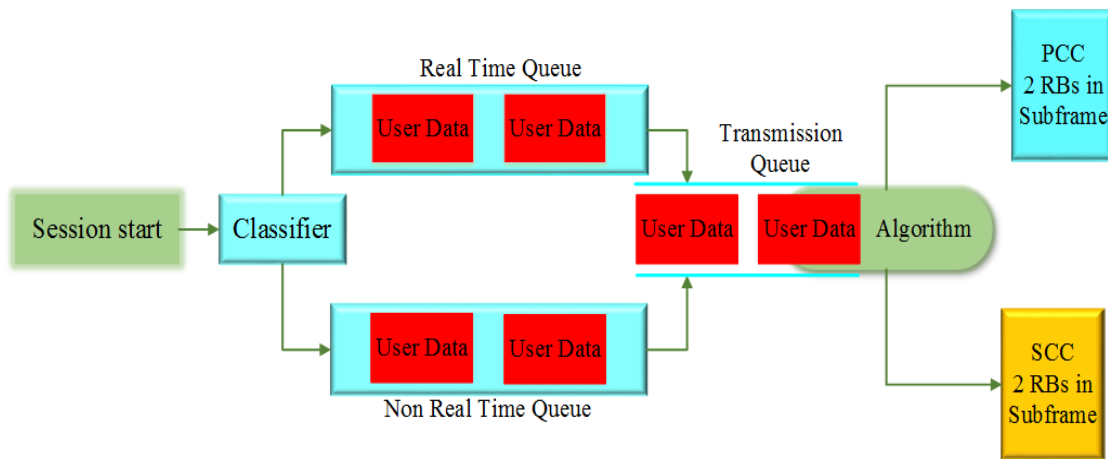 Session start
Classifier
Real Time Queue
User Data
User Data
User Data
User Data
Non Real Time Queue
Transmission
Queue
User Data
User Data
Algorithm
PCC
2 RBs in
Subframe
SCC
2 RBs in
Subframe